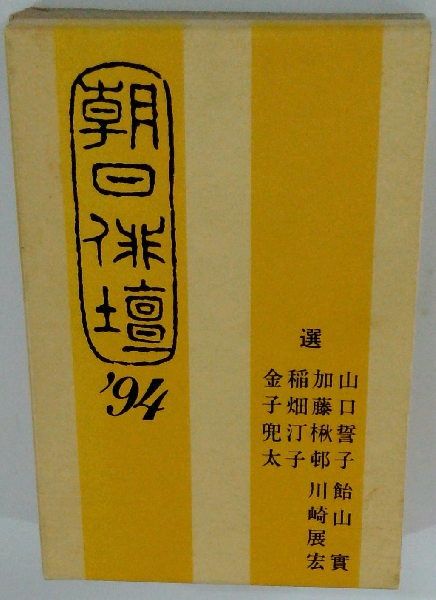 朝日俳壇
'94
選
山口誓子
加藤楸邨
稲畑汀子
金子兜太
飴山實
川崎展宏